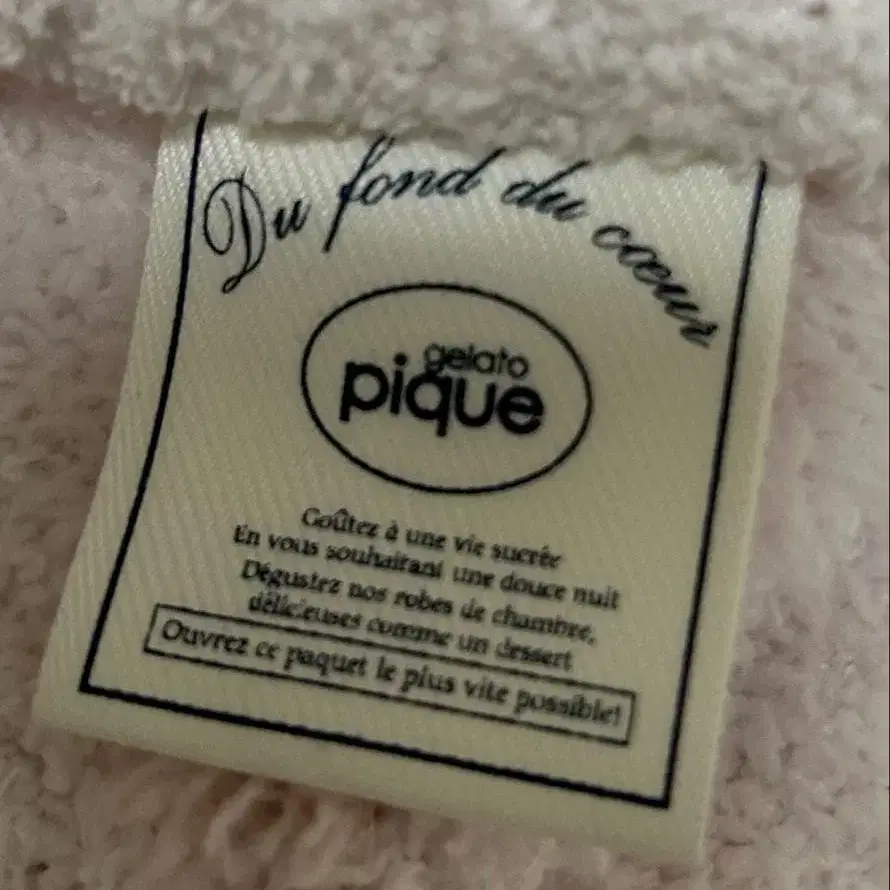 Du fond du cœur
gelato
pique
Goûtez à une vie sucrée
En vous souhaitant une douce nuit
Dégustez nos robes de chambre,
délicieuses comme un dessert
Ouvrez ce paquet le plus vite possible!